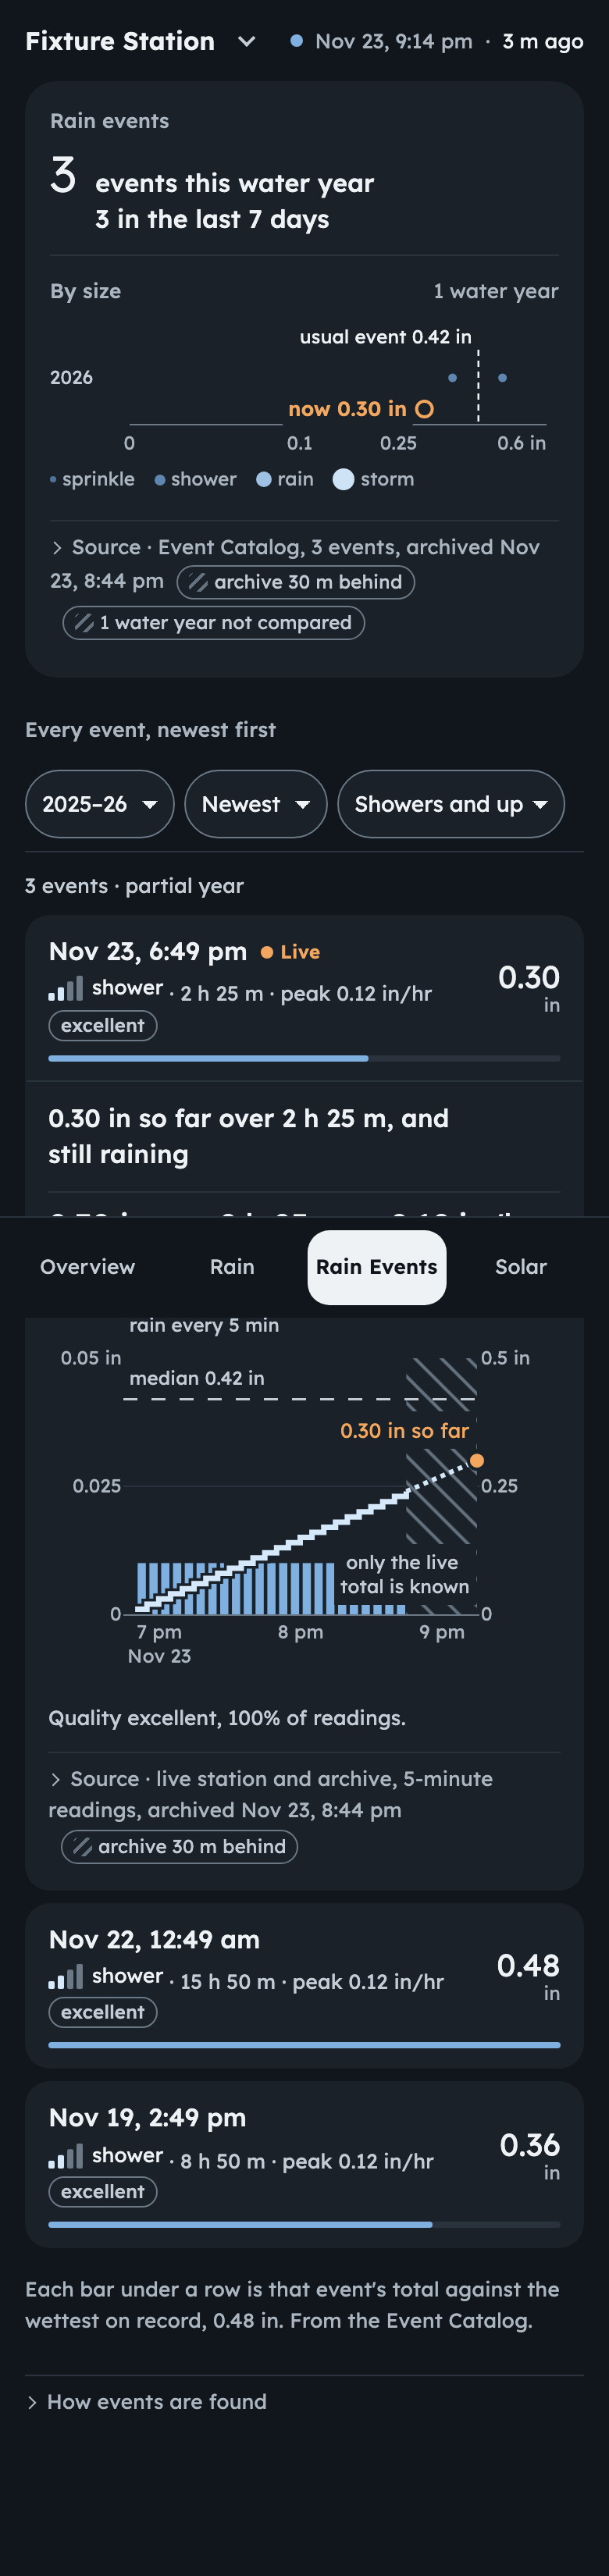 Fixture Station
Nov 23, 9:14 pm · 3 m ago
Rain events
3 events this water year
3 in the last 7 days
By size
1 water year
usual event 0.42 in
2026
now 0.30 in
0 0.1 0.25 0.6 in
sprinkle shower rain storm
Source · Event Catalog, 3 events, archived Nov
23, 8:44 pm archive 30 m behind
1 water year not compared
Every event, newest first
2025–26 Newest Showers and up
3 events · partial year
Nov 23, 6:49 pm Live
0.30
in
shower · 2 h 25 m · peak 0.12 in/hr
excellent
0.30 in so far over 2 h 25 m, and
still raining
Overview Rain Rain Events Solar
rain every 5 min
0.05 in 0.5 in
median 0.42 in
0.30 in so far
0.025 0.25
only the live
total is known
0 0
7 pm 8 pm 9 pm
Nov 23
Quality excellent, 100% of readings.
Source · live station and archive, 5-minute
readings, archived Nov 23, 8:44 pm
archive 30 m behind
Nov 22, 12:49 am
0.48
in
shower · 15 h 50 m · peak 0.12 in/hr
excellent
Nov 19, 2:49 pm
0.36
in
shower · 8 h 50 m · peak 0.12 in/hr
excellent
Each bar under a row is that event's total against the
wettest on record, 0.48 in. From the Event Catalog.
How events are found